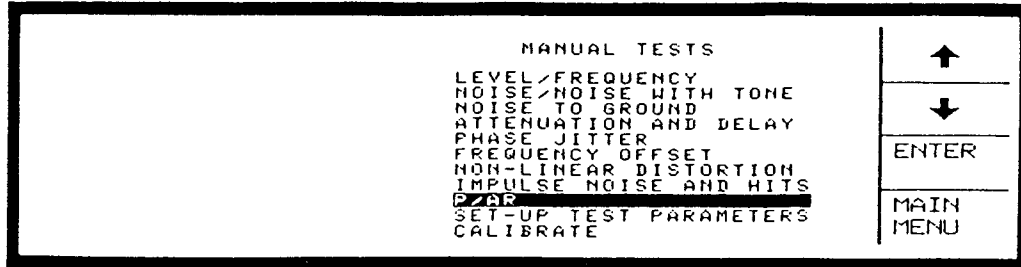 MANUAL TESTS
LEVEL/FREQUENCY
NOISE/NOISE WITH TONE
NOISE TO GROUND
ATTENUATION AND DELAY
PHASE JITTER
FREQUENCY OFFSET
NON-LINEAR DISTORTION
IMPULSE NOISE AND HITS
P/AR
SET-UP TEST PARAMETERS
CALIBRATE
ENTER
MAIN
MENU